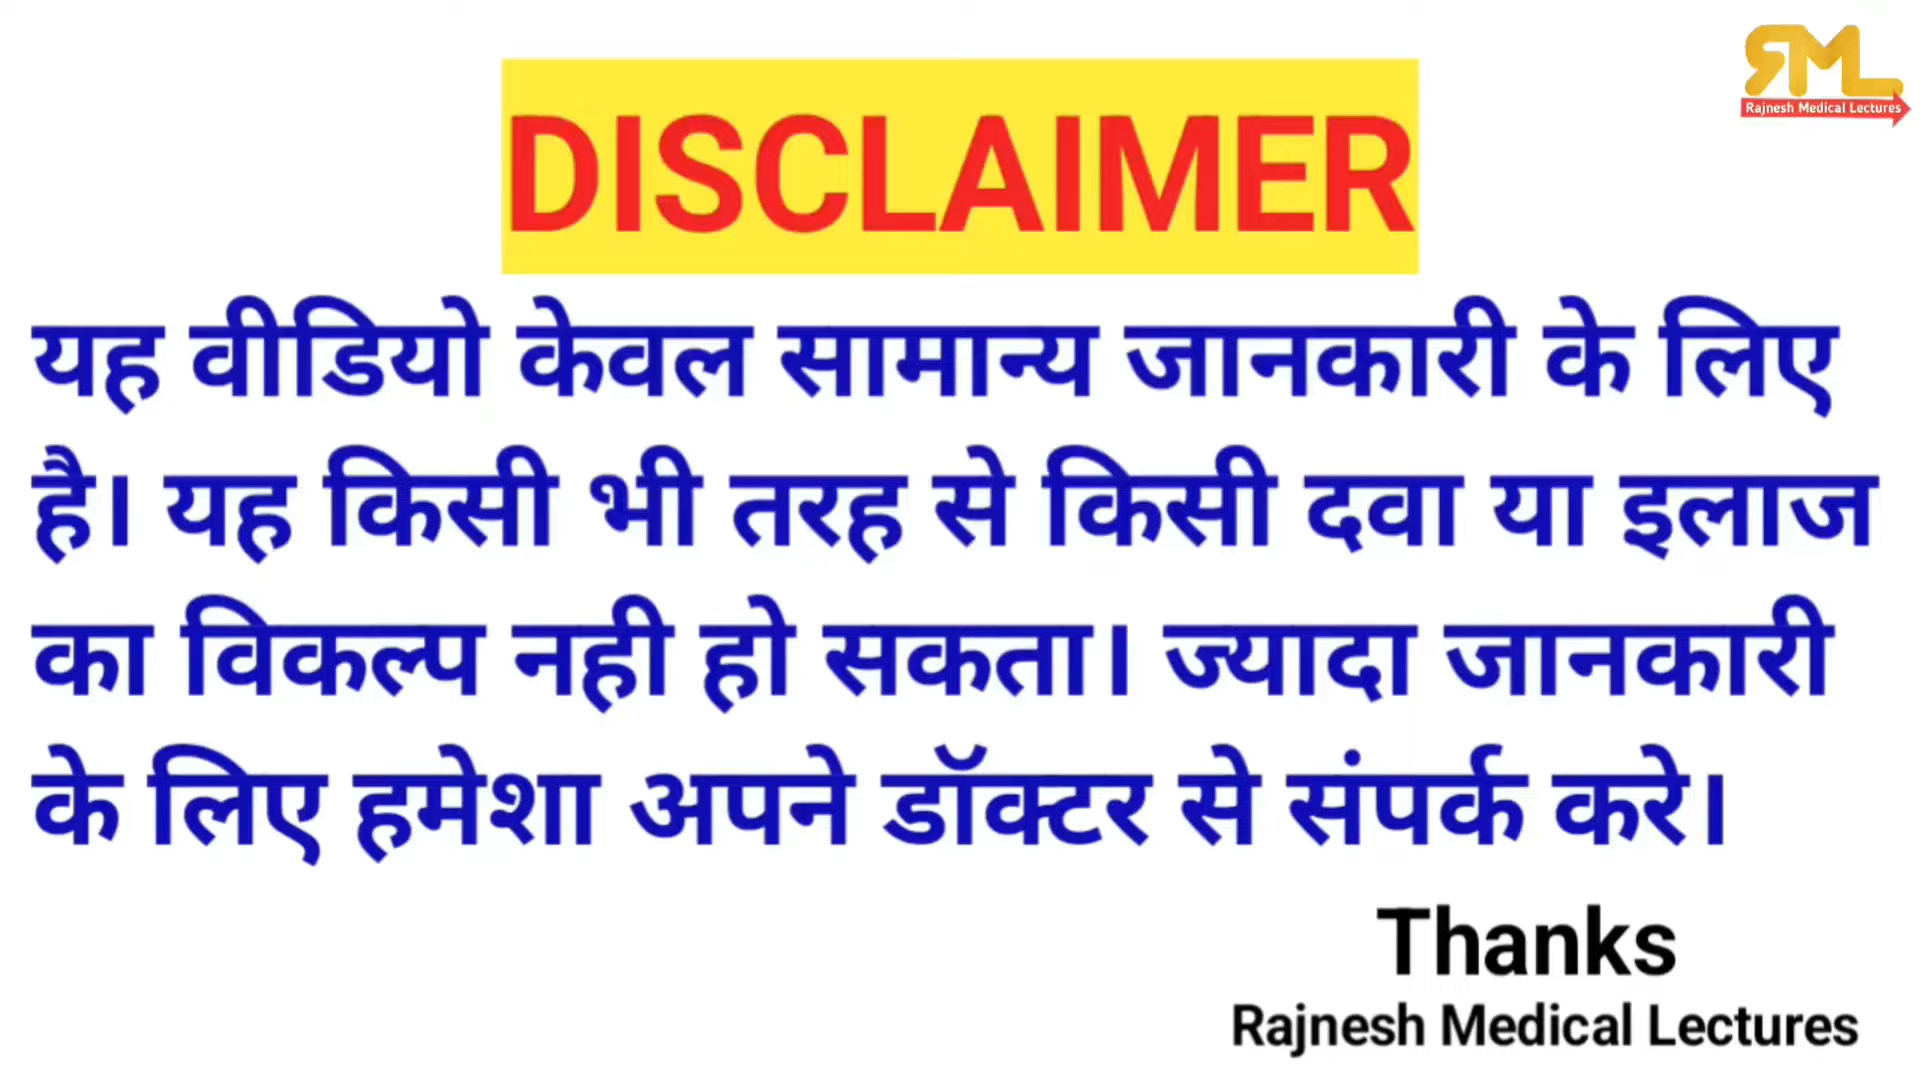 RML
Rajnesh Medical Lectures
DISCLAIMER
यह वीडियो केवल सामान्य जानकारी के लिए
है। यह किसी भी तरह से किसी दवा या इलाज
का विकल्प नही हो सकता। ज्यादा जानकारी
के लिए हमेशा अपने डॉक्टर से संपर्क करे।
Thanks
Rajnesh Medical Lectures